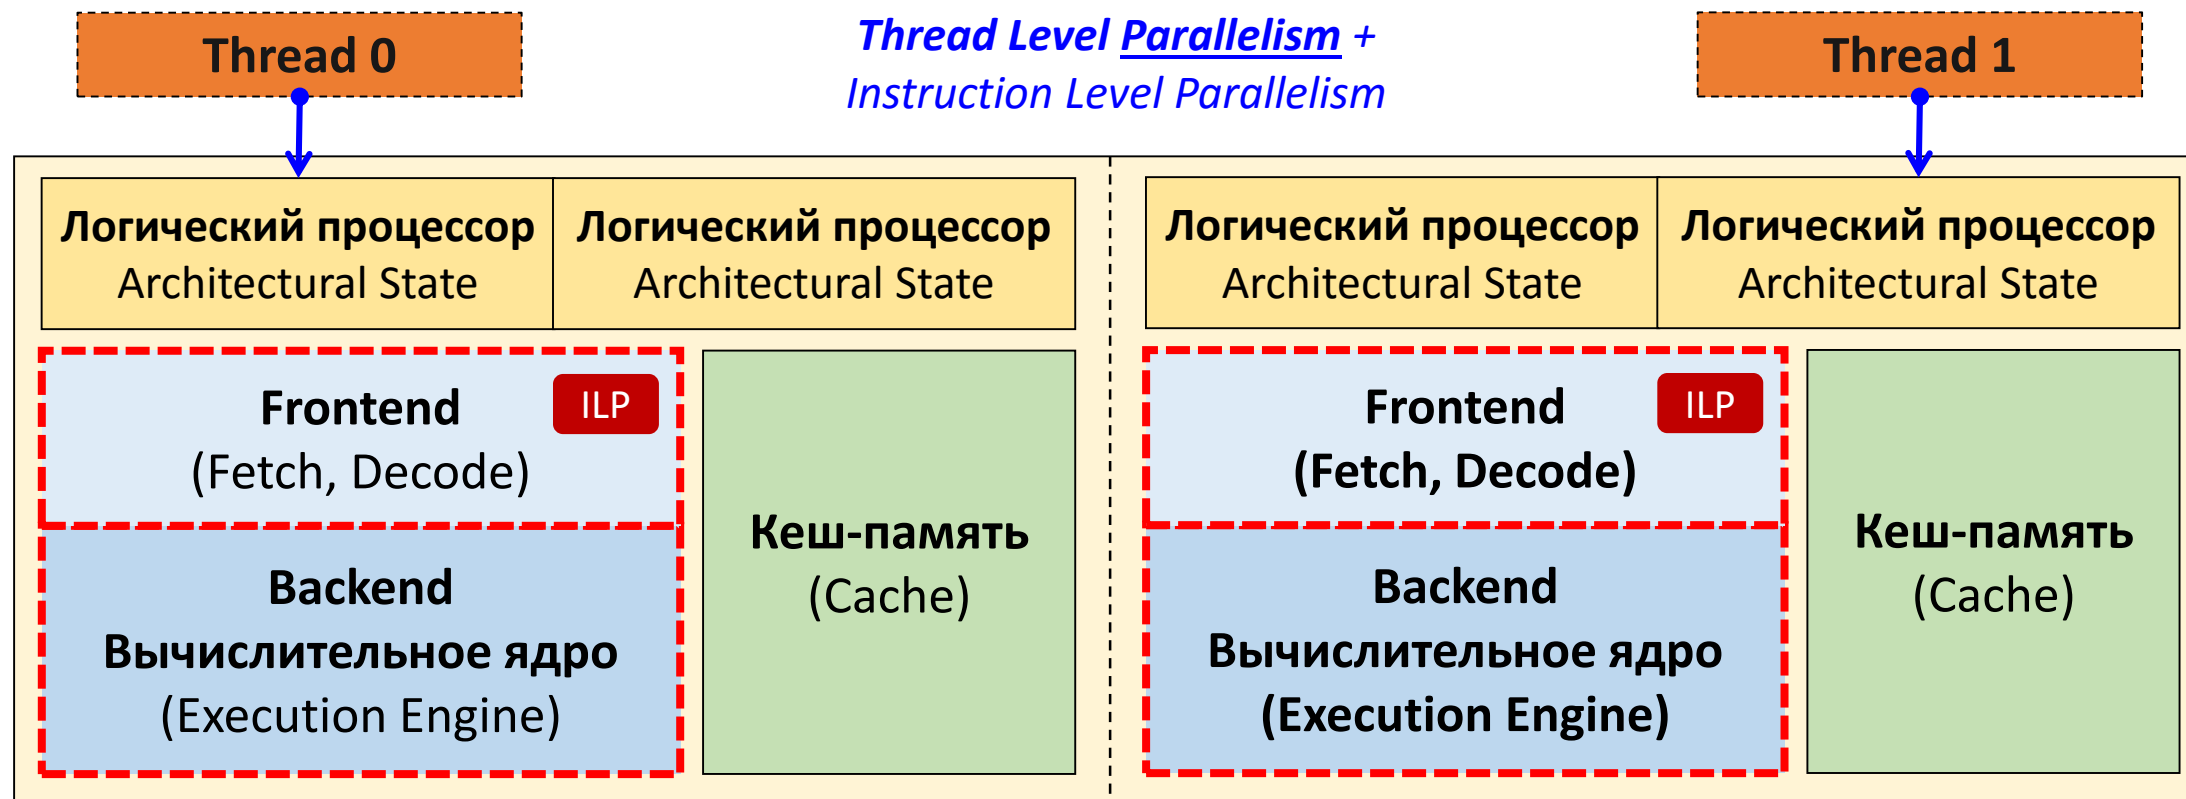 Thread 0
Thread Level Parallelism +
Instruction Level Parallelism
Thread 1
Логический процессор
Architectural State
Логический процессор
Architectural State
Логический процессор
Architectural State
Логический процессор
Architectural State
Frontend
(Fetch, Decode)
ILP
Backend
Вычислительное ядро
(Execution Engine)
Кеш-память
(Cache)
Frontend
(Fetch, Decode)
ILP
Backend
Вычислительное ядро
(Execution Engine)
Кеш-память
(Cache)